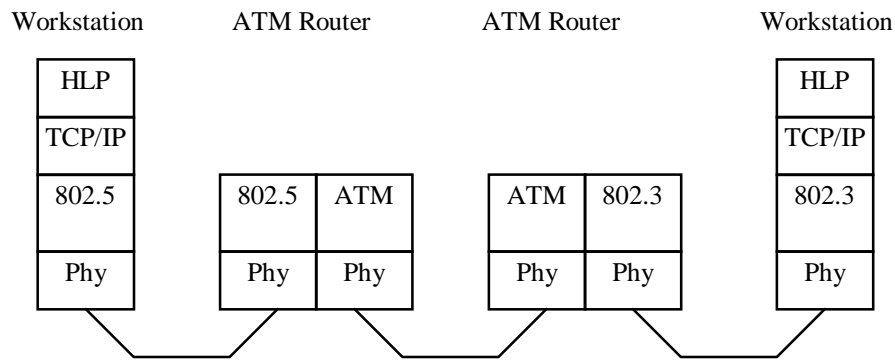 Workstation ATM Router ATM Router Workstation
HLP HLP
TCP/IP TCP/IP
802.5 802.5 ATM ATM 802.3 802.3
Phy Phy Phy Phy Phy Phy